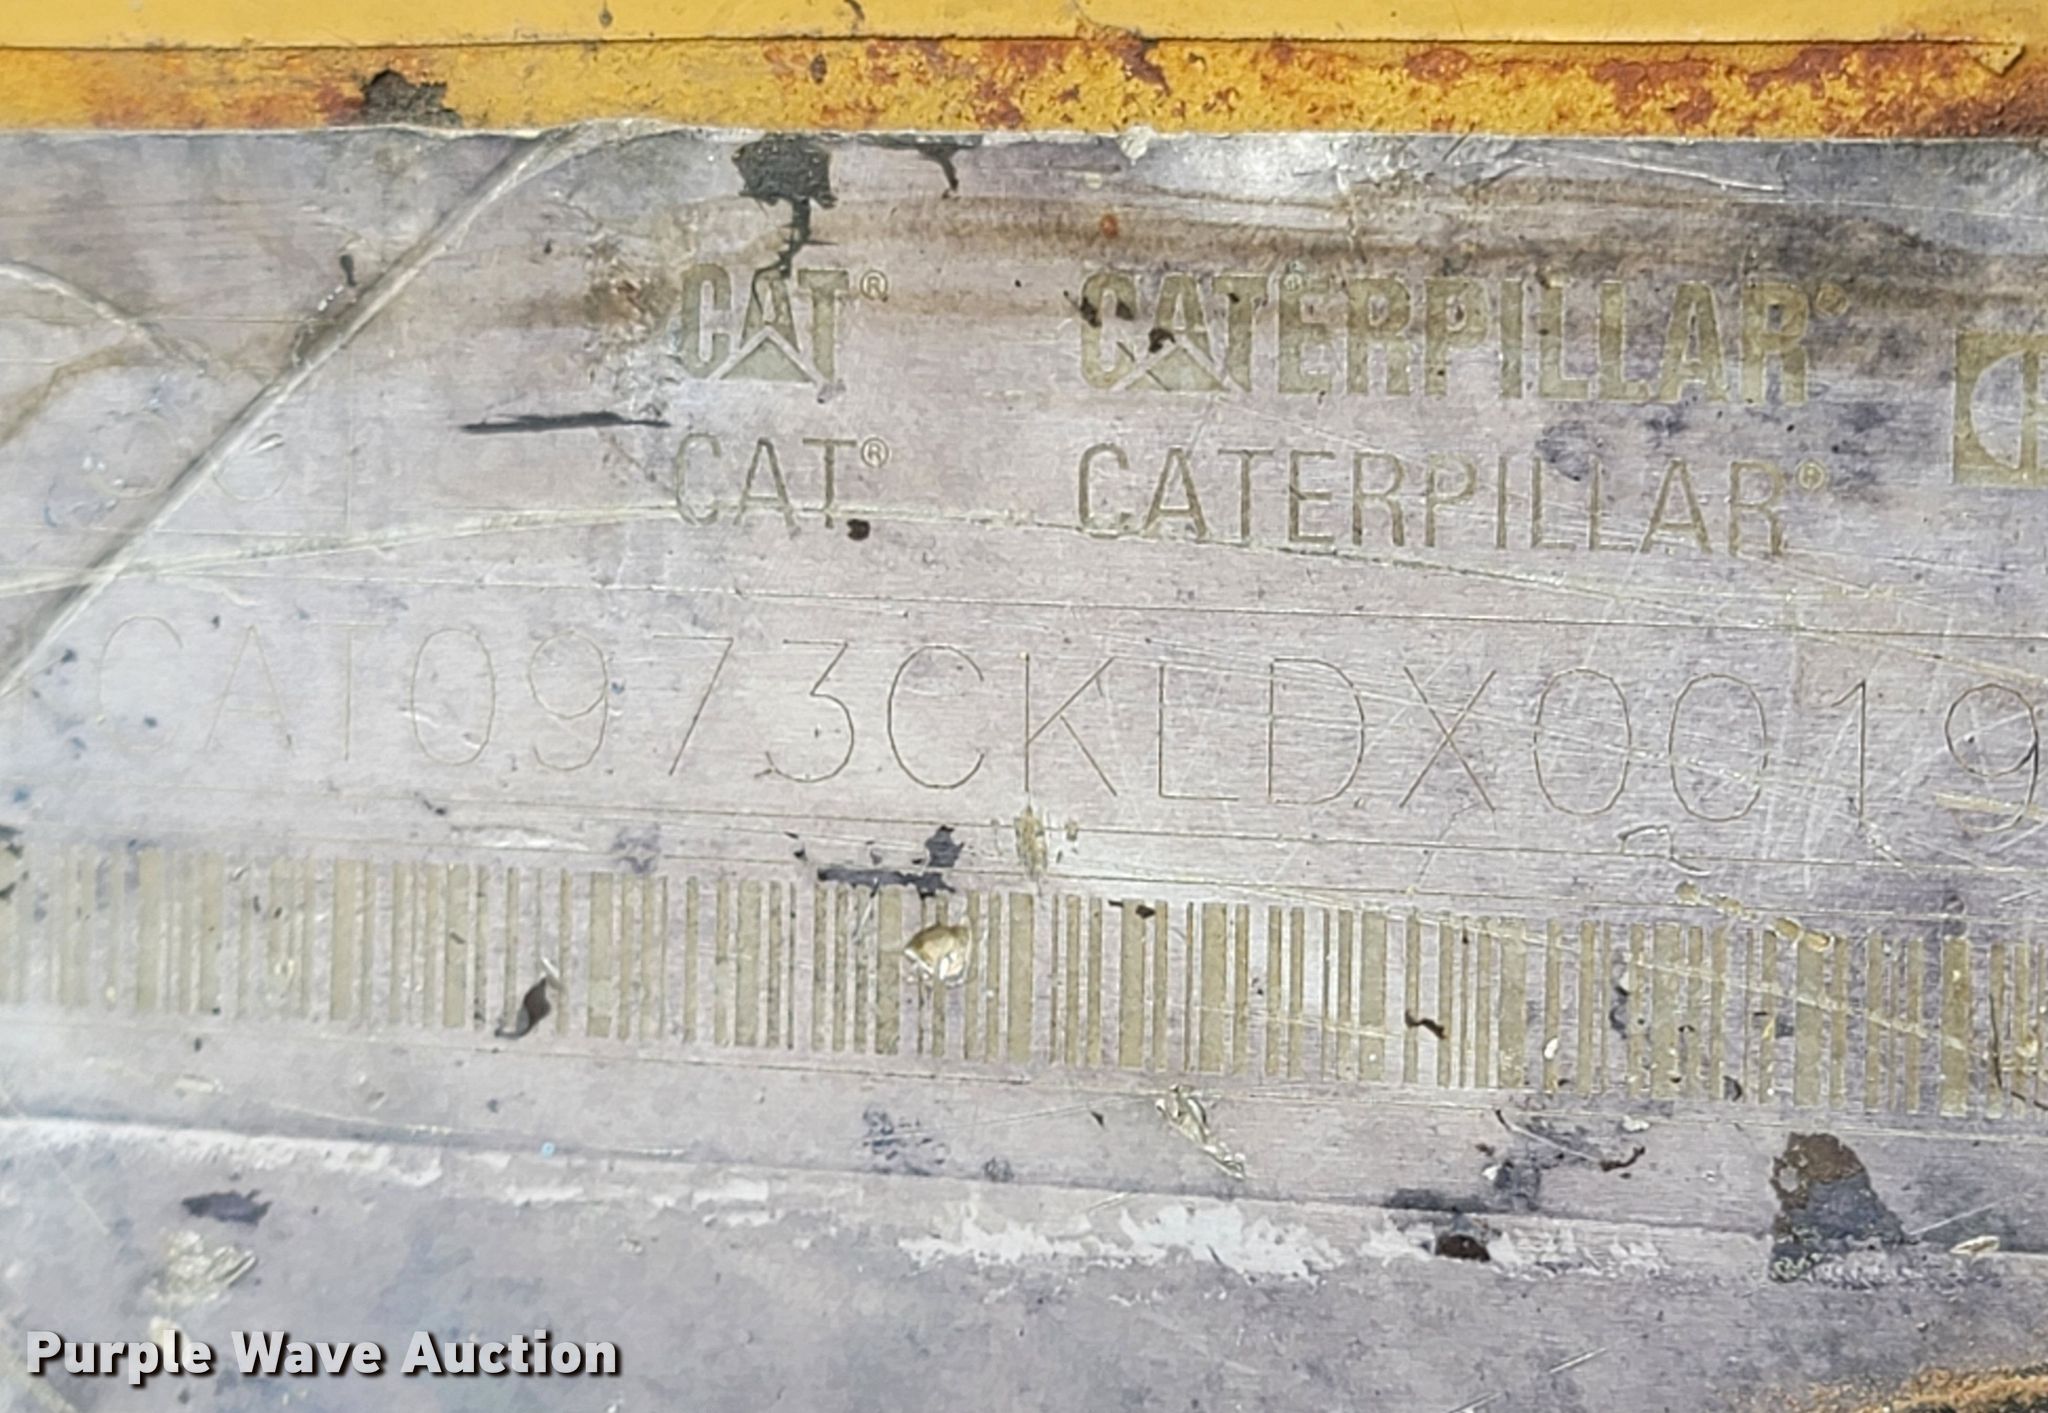 CAT® CATERPILLAR®
CAT® CATERPILLAR®
CAT0973CKLDX0019
Purple Wave Auction